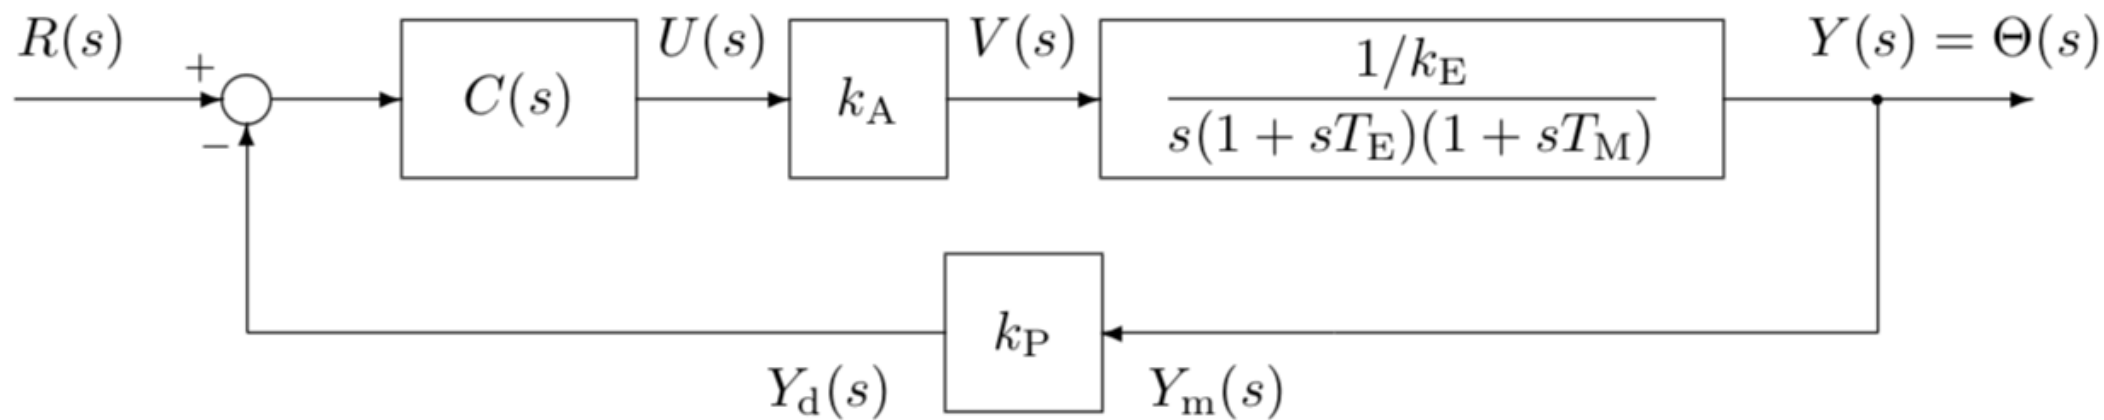 R(s)
+
−
C(s)
U(s)
k_A
V(s)
1/k_E
s(1 + sT_E)(1 + sT_M)
Y(s) = Θ(s)
k_P
Y_d(s)
Y_m(s)